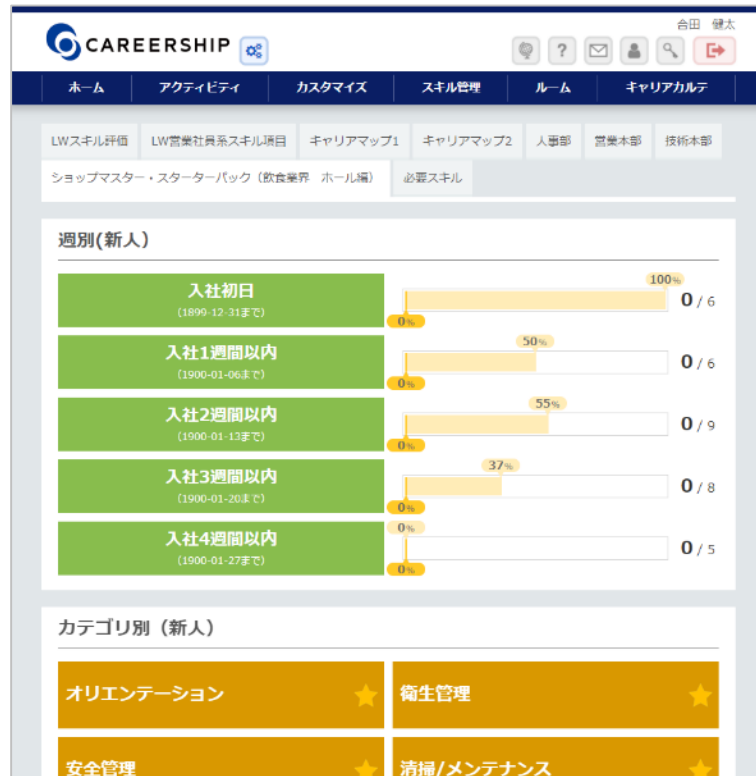 合田　健太
CAREERSHIP
?
ホーム アクティビティ カスタマイズ スキル管理 ルーム キャリアカルテ
LWスキル評価 LW営業社員系スキル項目 キャリアマップ1 キャリアマップ2 人事部 営業本部 技術本部
ショップマスター・スターターパック（飲食業界　ホール編） 必要スキル
週別(新人）
入社初日
（1899-12-31まで）
100%
0%
0 / 6
入社1週間以内
（1900-01-06まで）
50%
0%
0 / 6
入社2週間以内
（1900-01-13まで）
55%
0%
0 / 9
入社3週間以内
（1900-01-20まで）
37%
0%
0 / 8
入社4週間以内
（1900-01-27まで）
0%
0%
0 / 5
カテゴリ別（新人）
オリエンテーション 衛生管理
安全管理 清掃/メンテナンス